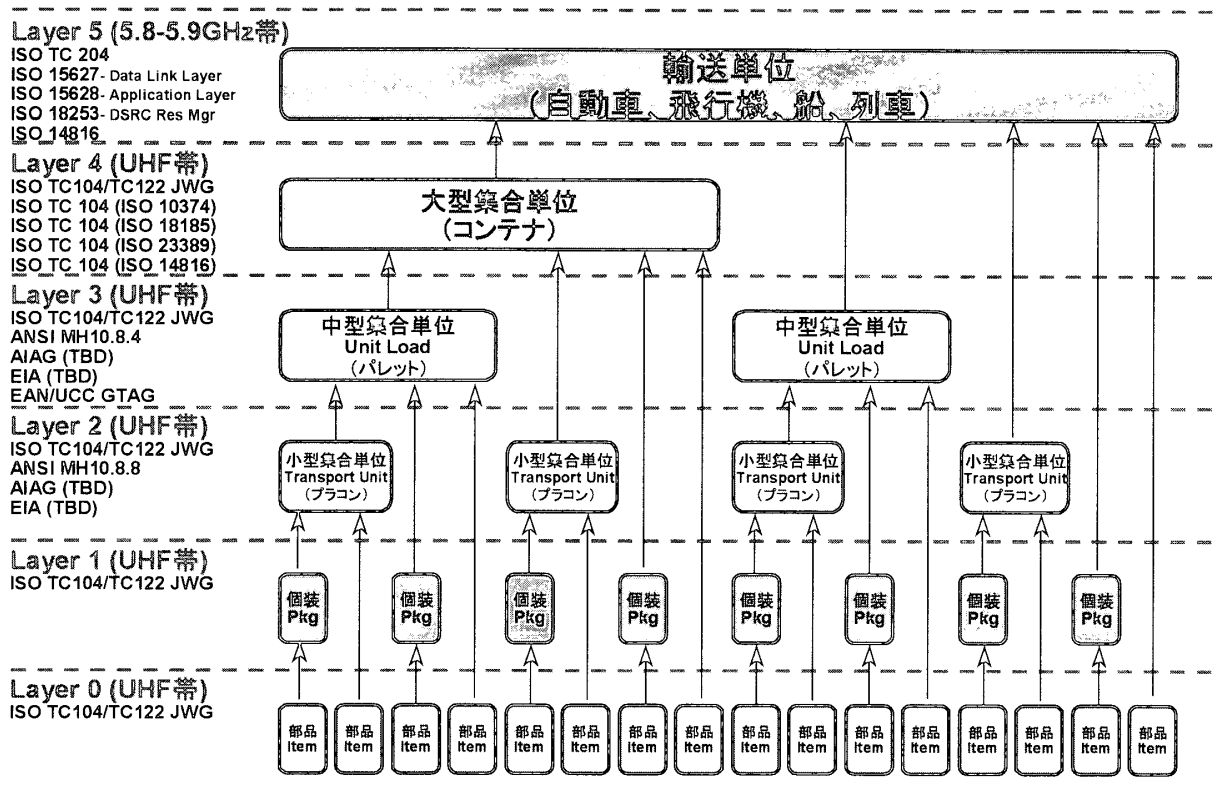 Layer 5 (5.8-5.9GHz帯)
ISO TC 204
ISO 15627- Data Link Layer
ISO 15628- Application Layer
ISO 18253- DSRC Res Mgr
ISO 14816
輸送単位
(自動車、飛行機、船、列車)
Layer 4 (UHF帯)
ISO TC104/TC122 JWG
ISO TC 104 (ISO 10374)
ISO TC 104 (ISO 18185)
ISO TC 104 (ISO 23389)
ISO TC 104 (ISO 14816)
大型集合単位
(コンテナ)
Layer 3 (UHF帯)
ISO TC104/TC122 JWG
ANSI MH10.8.4
AIAG (TBD)
EIA (TBD)
EAN/UCC GTAG
中型集合単位
Unit Load
(パレット)
中型集合単位
Unit Load
(パレット)
Layer 2 (UHF帯)
ISO TC104/TC122 JWG
ANSI MH10.8.8
AIAG (TBD)
EIA (TBD)
小型集合単位
Transport Unit
(プラコン)
小型集合単位
Transport Unit
(プラコン)
小型集合単位
Transport Unit
(プラコン)
小型集合単位
Transport Unit
(プラコン)
Layer 1 (UHF帯)
ISO TC104/TC122 JWG
個装
Pkg
個装
Pkg
個装
Pkg
個装
Pkg
個装
Pkg
個装
Pkg
個装
Pkg
個装
Pkg
Layer 0 (UHF帯)
ISO TC104/TC122 JWG
部品
Item
部品
Item
部品
Item
部品
Item
部品
Item
部品
Item
部品
Item
部品
Item
部品
Item
部品
Item
部品
Item
部品
Item
部品
Item
部品
Item
部品
Item
部品
Item